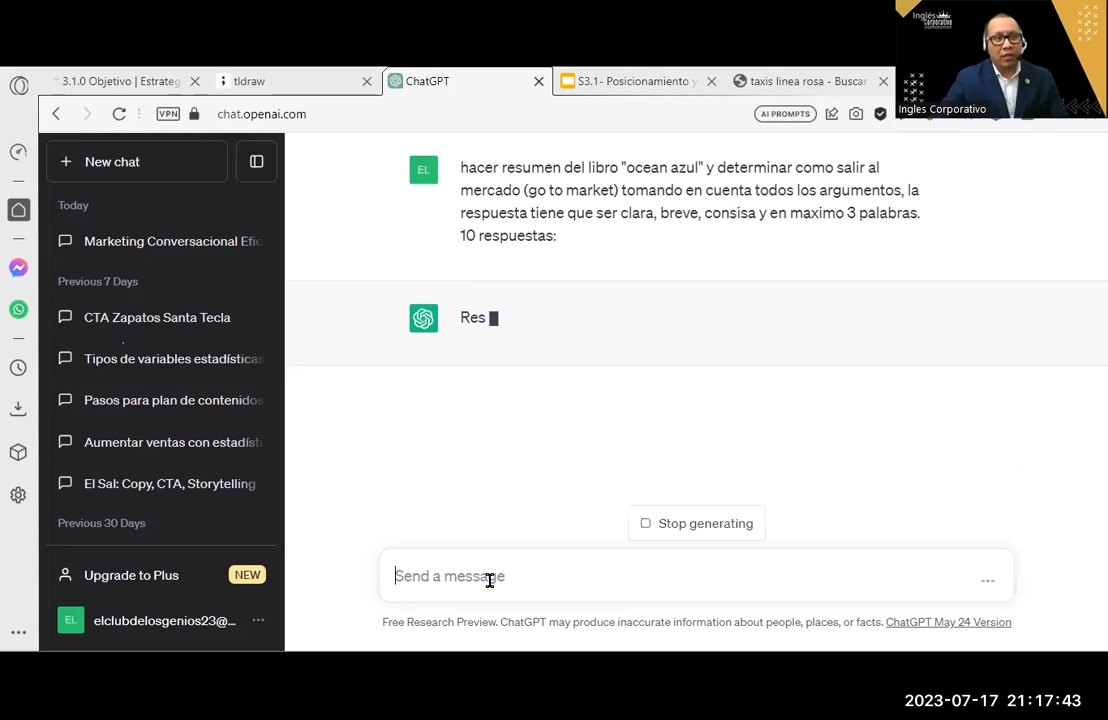 Inglés
Corporativo
Ingles Corporativo
3.1.0 Objetivo | Estrateg
tldraw
ChatGPT
S3.1- Posicionamiento y
taxis linea rosa - Buscar
VPN
chat.openai.com
AI PROMPTS
New chat
Today
Marketing Conversacional Efic
Previous 7 Days
CTA Zapatos Santa Tecla
Tipos de variables estadísticas
Pasos para plan de contenidos
Aumentar ventas con estadíst
El Sal: Copy, CTA, Storytelling
Previous 30 Days
Upgrade to Plus
NEW
EL
elclubdelosgenios23@...
EL
hacer resumen del libro "ocean azul" y determinar como salir al
mercado (go to market) tomando en cuenta todos los argumentos, la
respuesta tiene que ser clara, breve, consisa y en maximo 3 palabras.
10 respuestas:
Res
Stop generating
Send a message
Free Research Preview. ChatGPT may produce inaccurate information about people, places, or facts. ChatGPT May 24 Version
2023-07-17 21:17:43